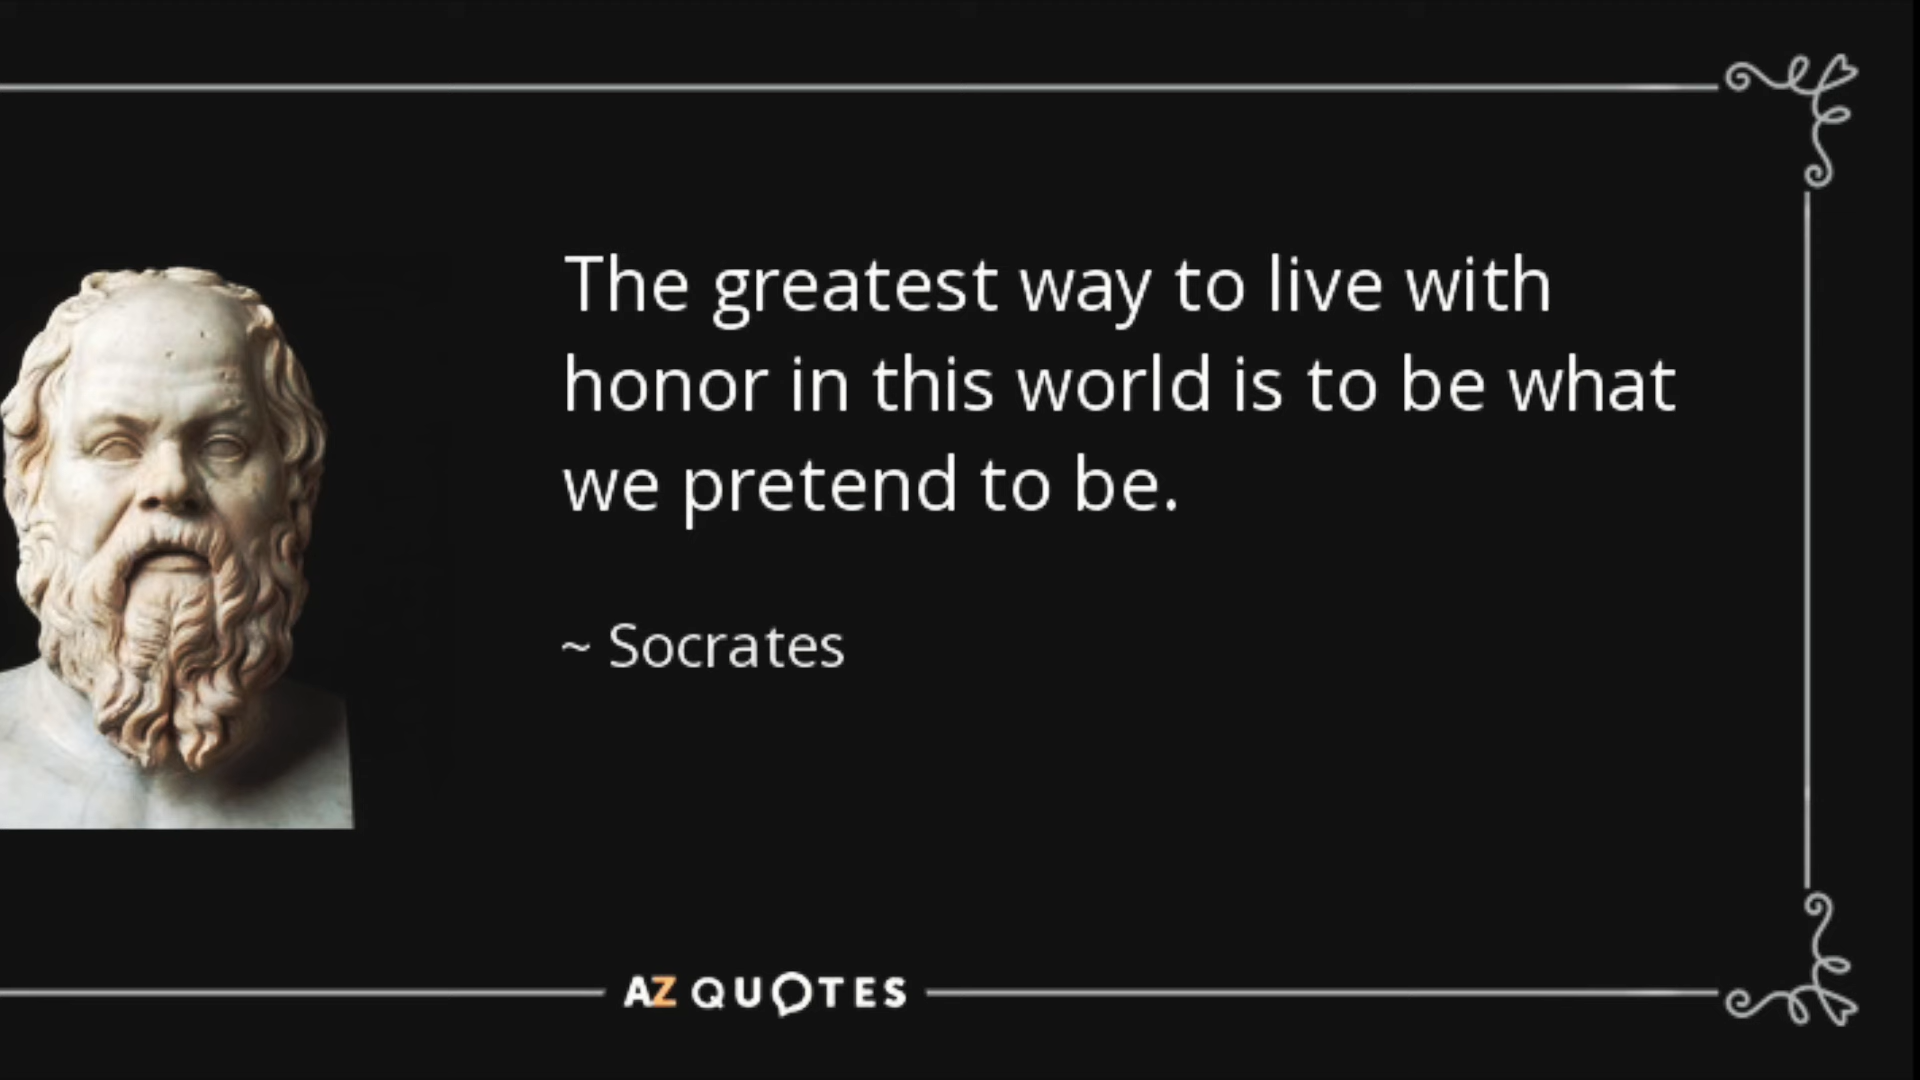 The greatest way to live with
honor in this world is to be what
we pretend to be.
~ Socrates
AZ QUOTES